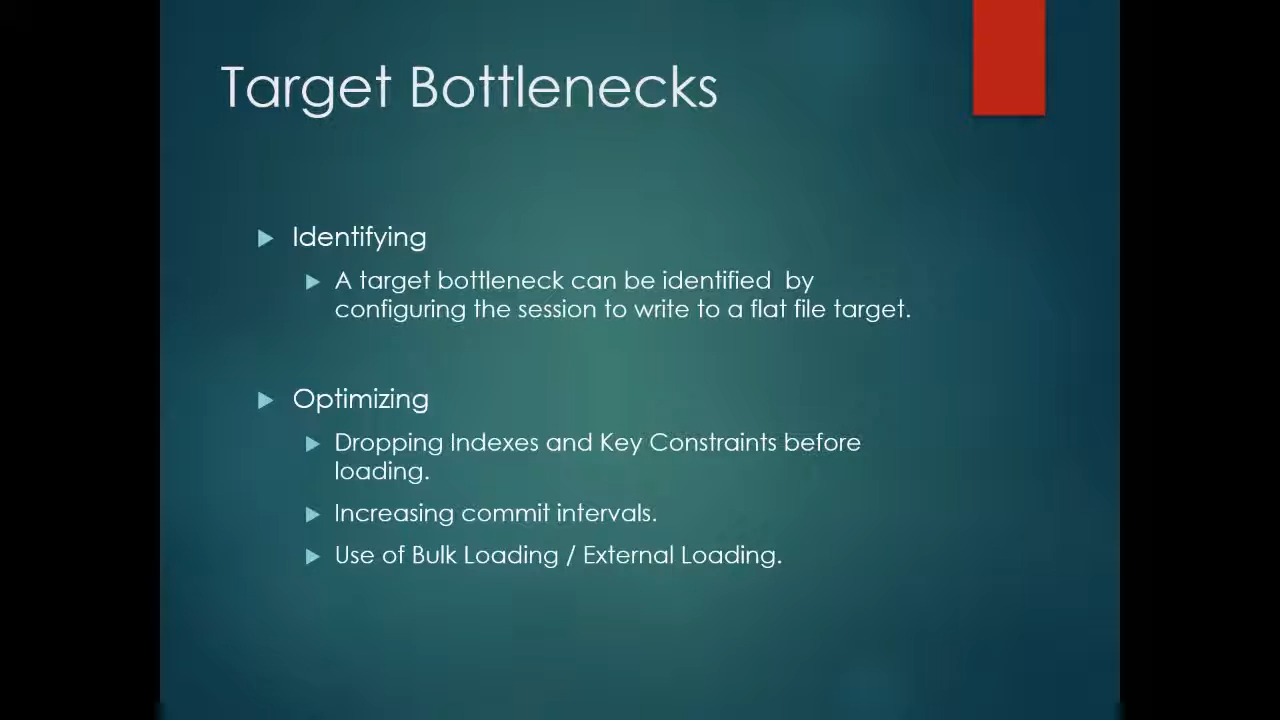 Target Bottlenecks
Identifying
A target bottleneck can be identified  by
configuring the session to write to a flat file target.
Optimizing
Dropping Indexes and Key Constraints before
loading.
Increasing commit intervals.
Use of Bulk Loading / External Loading.